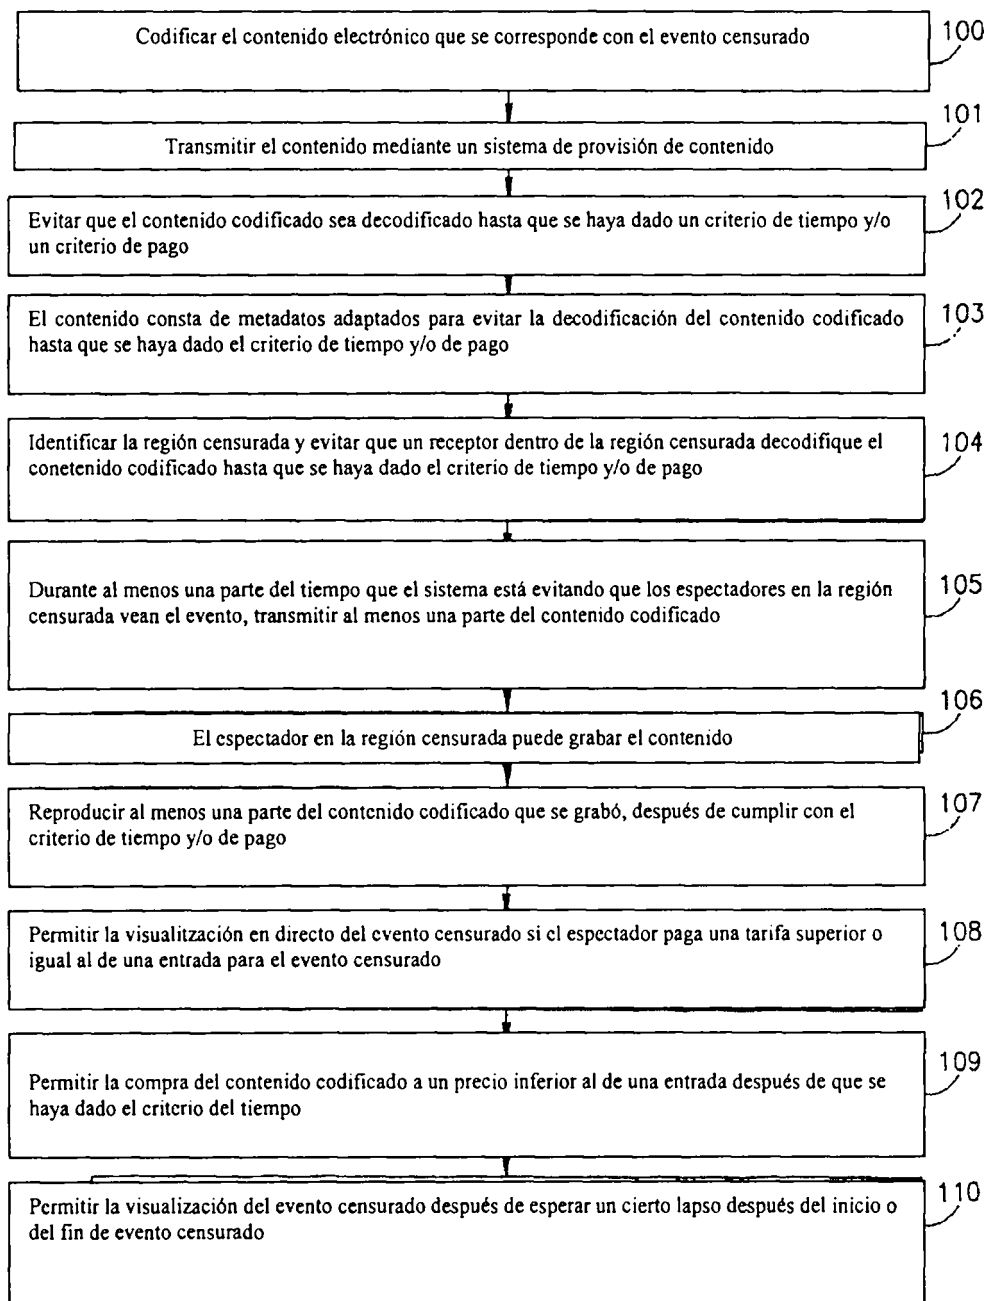 Codificar el contenido electrónico que se corresponde con el evento censurado
100
101
Transmitir el contenido mediante un sistema de provisión de contenido
102
Evitar que el contenido codificado sea decodificado hasta que se haya dado un criterio de tiempo y/o
un criterio de pago
103
El contenido consta de metadatos adaptados para evitar la decodificación del contenido codificado
hasta que se haya dado el criterio de tiempo y/o de pago
104
Identificar la región censurada y evitar que un receptor dentro de la región censurada decodifique el
conetenido codificado hasta que se haya dado el criterio de tiempo y/o de pago
105
Durante al menos una parte del tiempo que el sistema está evitando que los espectadores en la región
censurada vean el evento, transmitir al menos una parte del contenido codificado
106
El espectador en la región censurada puede grabar el contenido
107
Reproducir al menos una parte del contenido codificado que se grabó, después de cumplir con el
criterio de tiempo y/o de pago
108
Permitir la visualitzación en directo del evento censurado si el espectador paga una tarifa superior o
igual al de una entrada para el evento censurado
109
Permitir la compra del contenido codificado a un precio inferior al de una entrada después de que se
haya dado el criterio del tiempo
110
Permitir la visualización del evento censurado después de esperar un cierto lapso después del inicio o
del fin de evento censurado